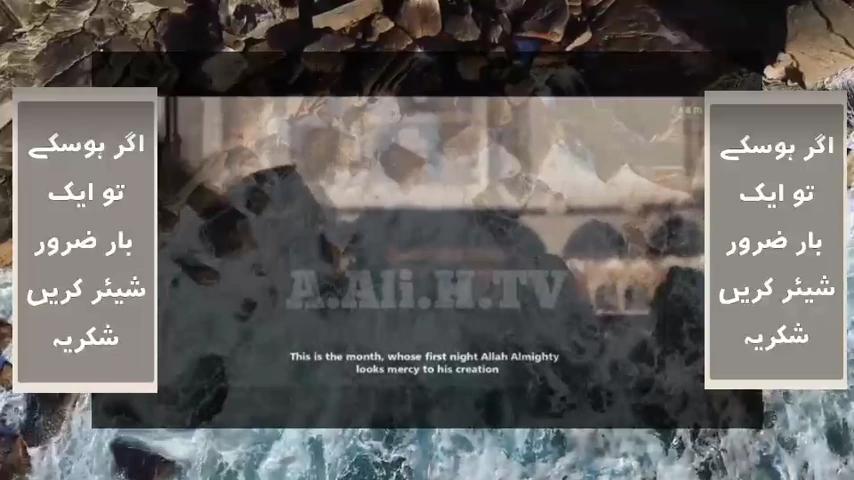 اگر ہوسکے
تو ایک
بار ضرور
شیئر کریں
شکریہ
A.Ali.H.TV
This is the month, whose first night Allah Almighty
looks mercy to his creation
اگر ہوسکے
تو ایک
بار ضرور
شیئر کریں
شکریہ